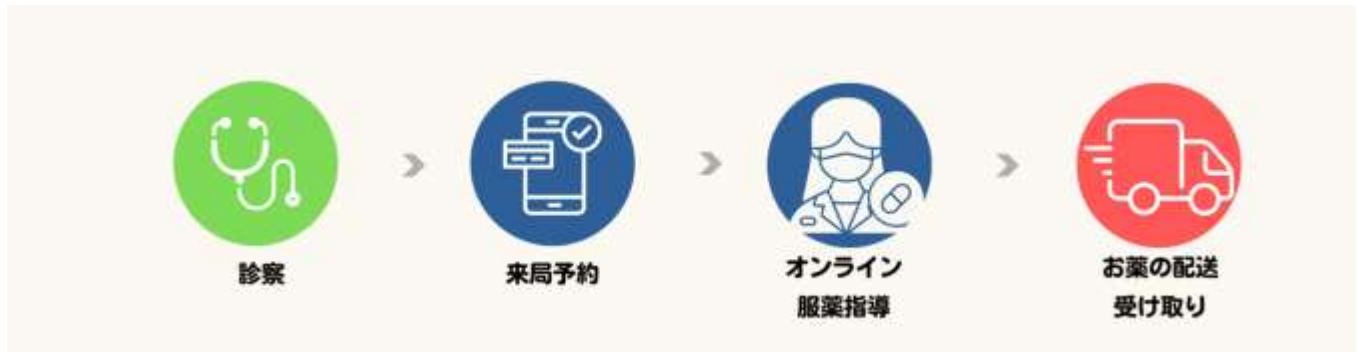 診察
来局予約
オンライン
服薬指導
お薬の配送
受け取り